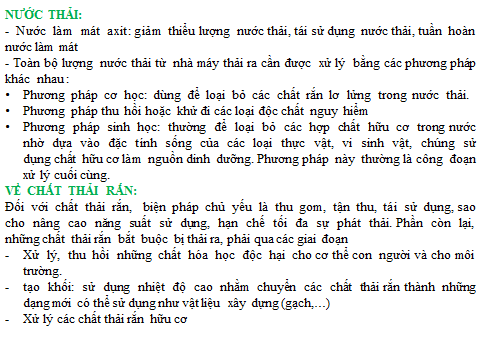 NƯỚC THẢI:
- Nước làm mát axit: giảm thiểu lượng nước thải, tái sử dụng nước thải, tuần hoàn
nước làm mát
- Toàn bộ lượng nước thải từ nhà máy thải ra cần được xử lý bằng các phương pháp
khác nhau:
• Phương pháp cơ học: dùng để loại bỏ các chất rắn lơ lửng trong nước thải.
• Phương pháp thu hồi hoặc khử đi các loại độc chất nguy hiểm
• Phương pháp sinh học: thường để loại bỏ các hợp chất hữu cơ trong nước
nhờ dựa vào đặc tính sống của các loại thực vật, vi sinh vật, chúng sử
dụng chất hữu cơ làm nguồn dinh dưỡng. Phương pháp này thường là công đoạn
xử lý cuối cùng.
VỀ CHẤT THẢI RẮN:
Đối với chất thải rắn, biện pháp chủ yếu là thu gom, tận thu, tái sử dụng, sao
cho nâng cao năng suất sử dụng, hạn chế tối đa sự phát thải. Phần còn lại,
những chất thải rắn bắt buộc bị thải ra, phải qua các giai đoạn
- Xử lý, thu hồi những chất hóa học độc hại cho cơ thể con người và cho môi
trường.
- tạo khối: sử dụng nhiệt độ cao nhằm chuyển các chất thải rắn thành những
dạng mới có thể sử dụng như vật liệu xây dựng (gạch,...)
- Xử lý các chất thải rắn hữu cơ